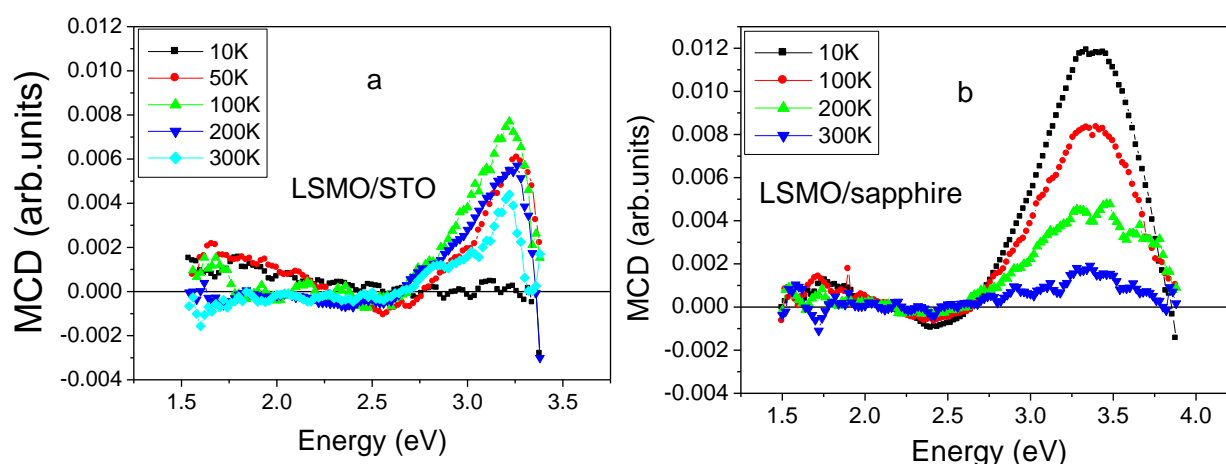 0.012
0.010
0.008
0.006
0.004
0.002
0.000
-0.002
-0.004
MCD (arb.units)
10K
50K
100K
200K
300K
a
LSMO/STO
1.5
2.0
2.5
3.0
3.5
Energy (eV)
0.012
0.010
0.008
0.006
0.004
0.002
0.000
-0.002
-0.004
MCD (arb.units)
10K
100K
200K
300K
b
LSMO/sapphire
1.5
2.0
2.5
3.0
3.5
4.0
Energy (eV)